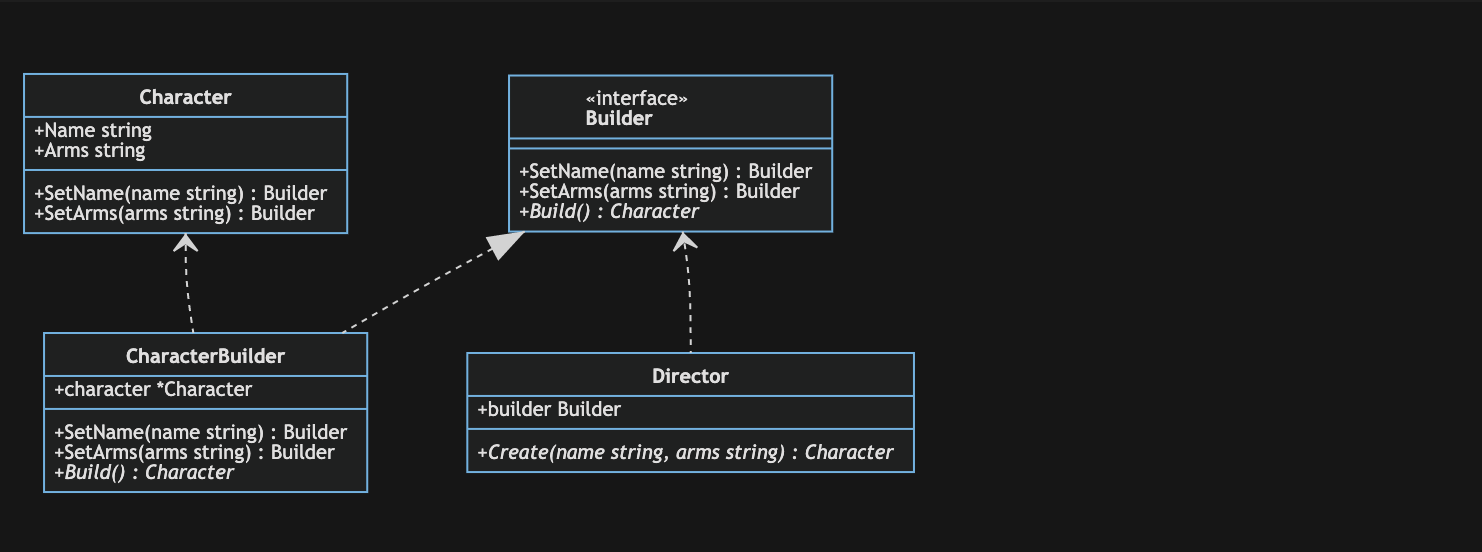 Character
+Name string
+Arms string
+SetName(name string) : Builder
+SetArms(arms string) : Builder
«interface»
Builder
+SetName(name string) : Builder
+SetArms(arms string) : Builder
+Build() : Character
CharacterBuilder
+character *Character
+SetName(name string) : Builder
+SetArms(arms string) : Builder
+Build() : Character
Director
+builder Builder
+Create(name string, arms string) : Character